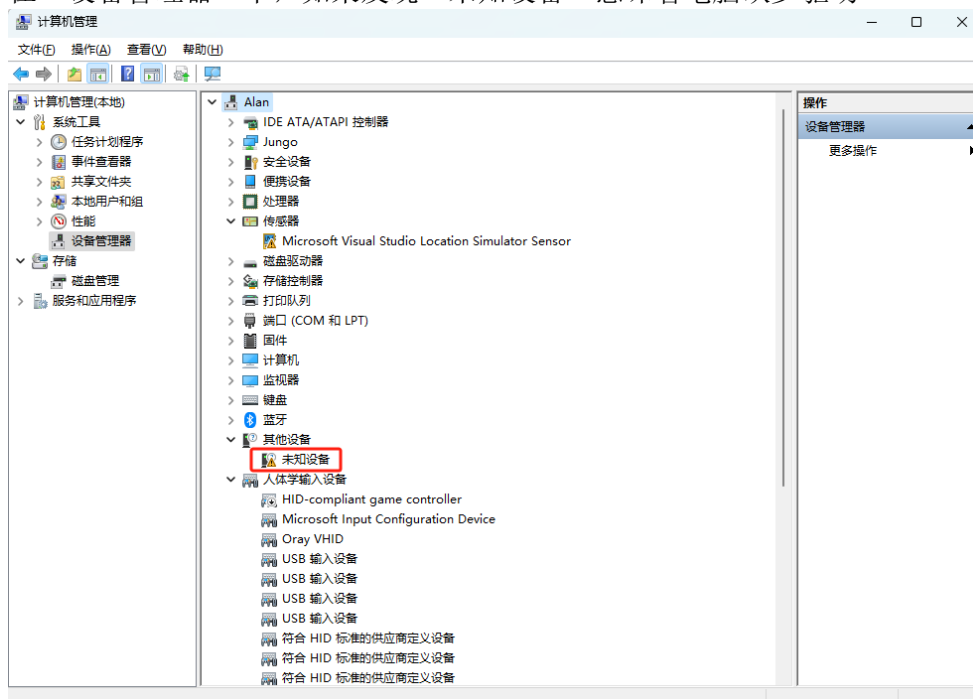 计算机管理
文件(F) 操作(A) 查看(V) 帮助(H)
计算机管理(本地)
系统工具
任务计划程序
事件查看器
共享文件夹
本地用户和组
性能
设备管理器
存储
磁盘管理
服务和应用程序
Alan
IDE ATA/ATAPI 控制器
Jungo
安全设备
便携设备
处理器
传感器
Microsoft Visual Studio Location Simulator Sensor
磁盘驱动器
存储控制器
打印队列
端口 (COM 和 LPT)
固件
计算机
监视器
键盘
蓝牙
其他设备
未知设备
人体学输入设备
HID-compliant game controller
Microsoft Input Configuration Device
Oray VHID
USB 输入设备
USB 输入设备
USB 输入设备
USB 输入设备
符合 HID 标准的供应商定义设备
符合 HID 标准的供应商定义设备
符合 HID 标准的供应商定义设备
操作
设备管理器
更多操作